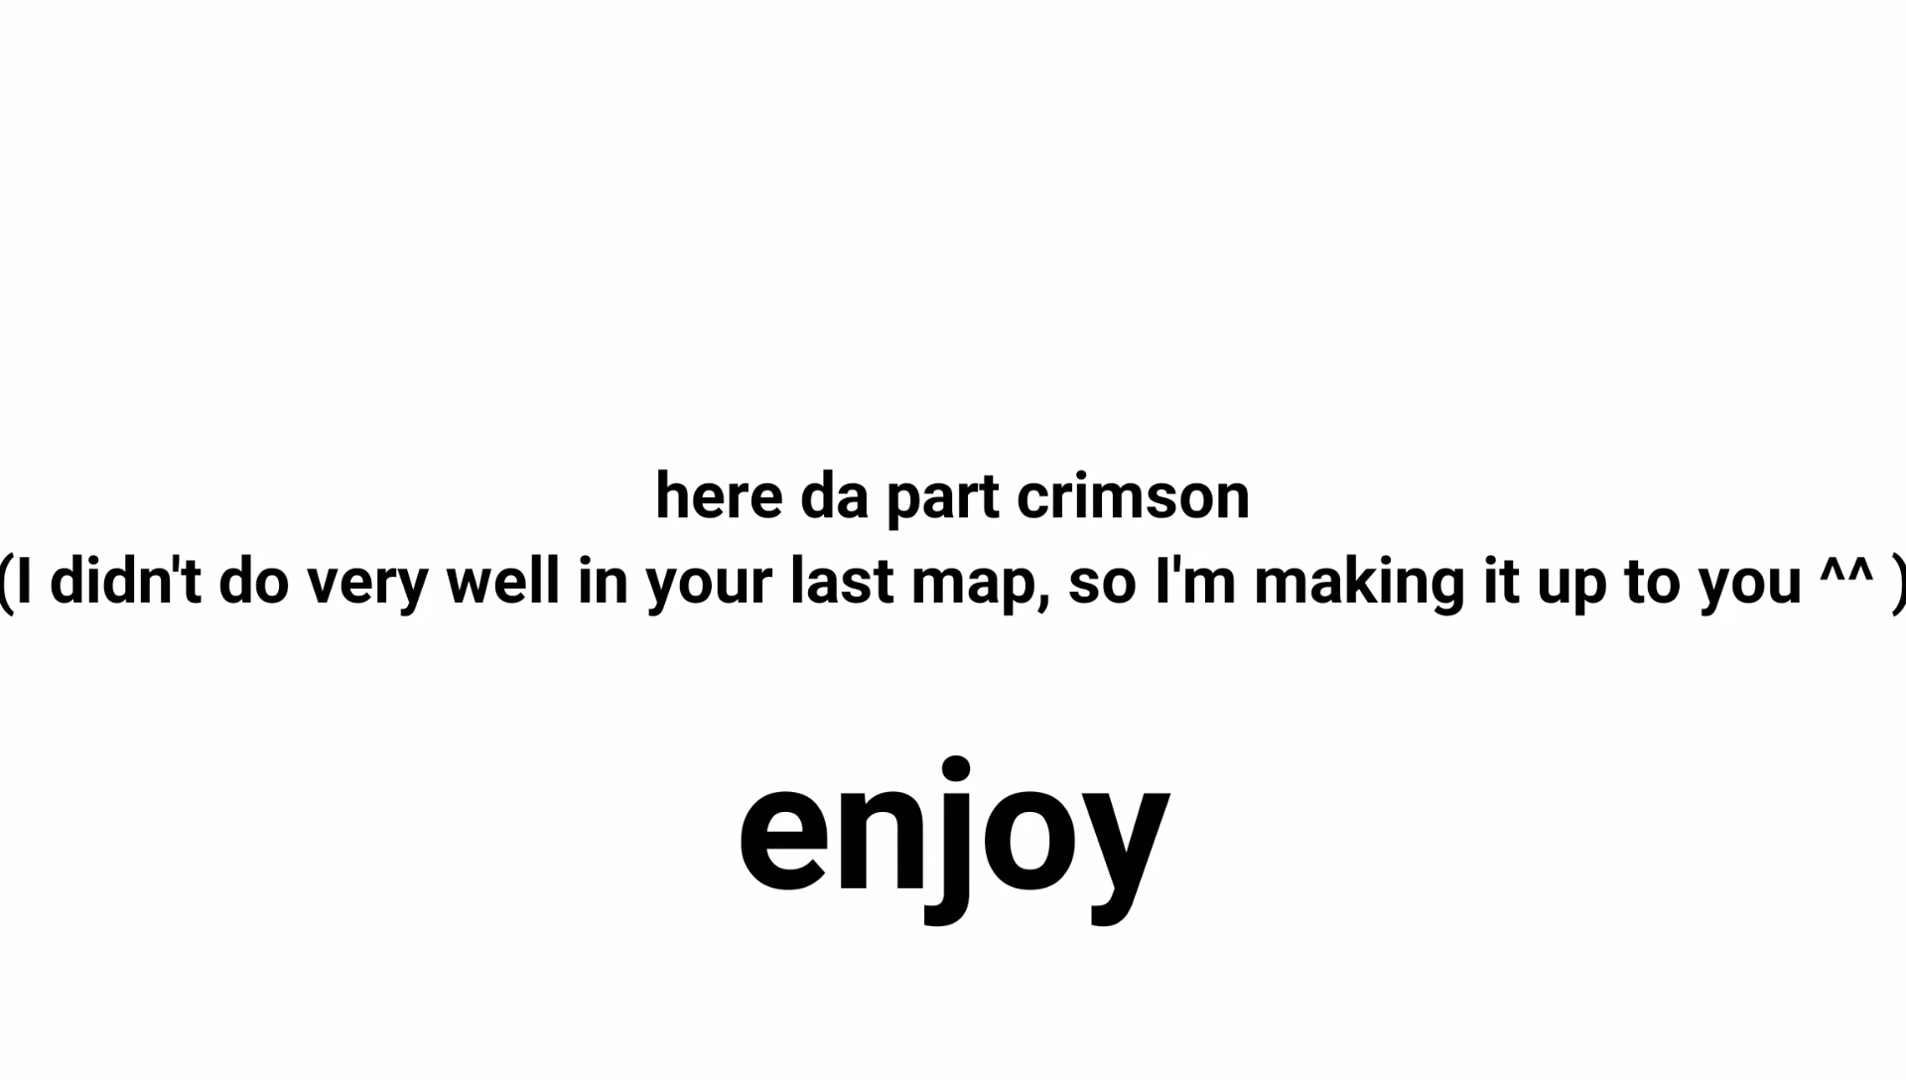 here da part crimson
(I didn't do very well in your last map, so I'm making it up to you ^^ )
enjoy